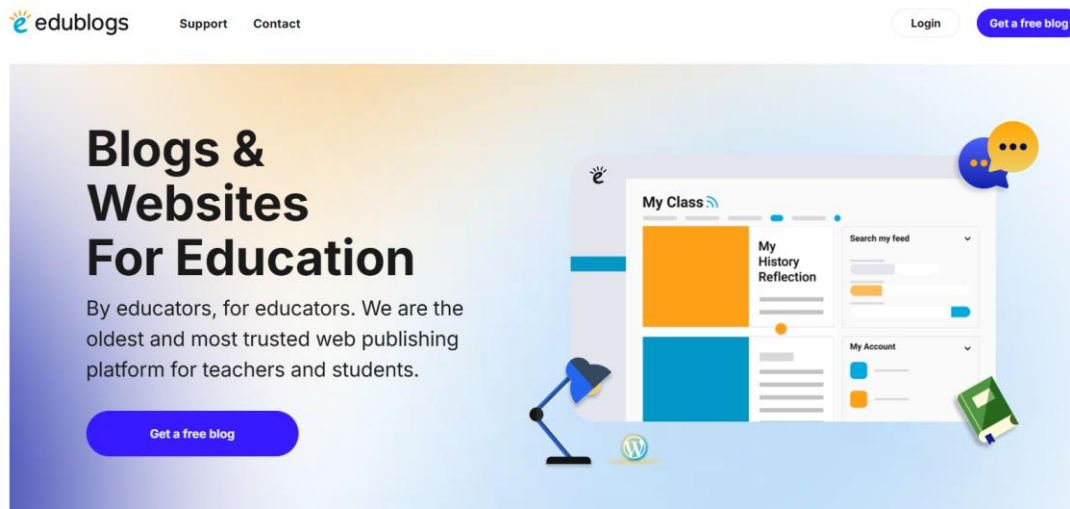 edublogs
Support
Contact
Login
Get a free blog
Blogs &
Websites
For Education
By educators, for educators. We are the
oldest and most trusted web publishing
platform for teachers and students.
Get a free blog
My Class
My
History
Reflection
Search my feed
My Account